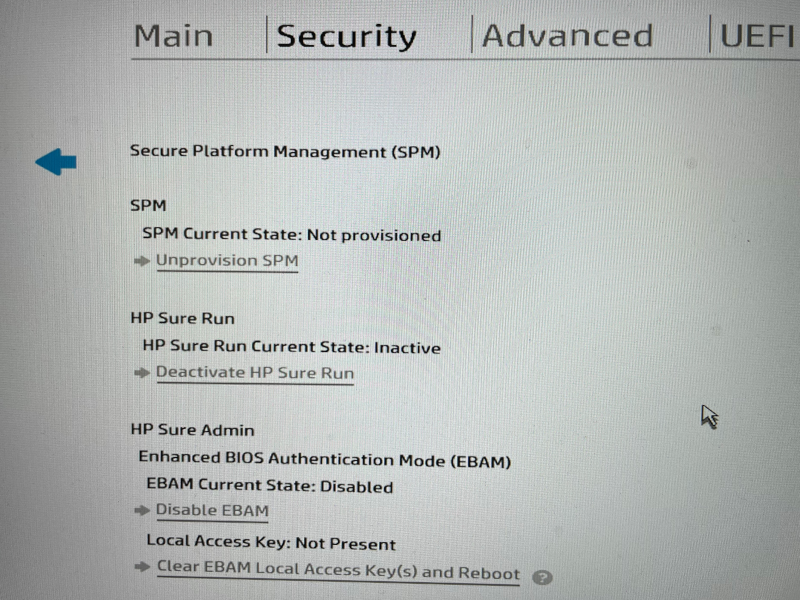 Main Security Advanced UEFI
Secure Platform Management (SPM)
SPM
SPM Current State: Not provisioned
Unprovision SPM
HP Sure Run
HP Sure Run Current State: Inactive
Deactivate HP Sure Run
HP Sure Admin
Enhanced BIOS Authentication Mode (EBAM)
EBAM Current State: Disabled
Disable EBAM
Local Access Key: Not Present
Clear EBAM Local Access Key(s) and Reboot ?